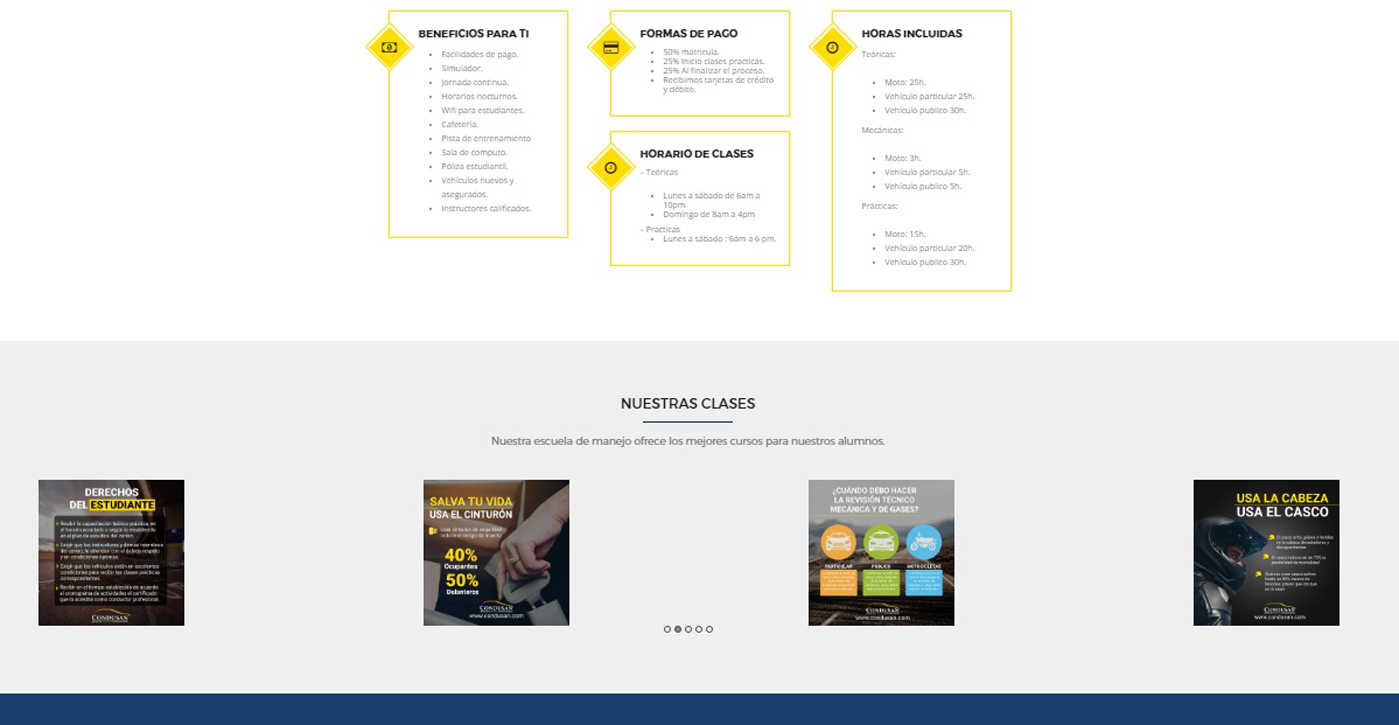 BENEFICIOS PARA TI
Facilidades de pago.
Simulador.
Jornada continua.
Horarios nocturnos.
Wifi para estudiantes.
Cafetería.
Pista de entrenamiento
Sala de computo.
Póliza estudiantil.
Vehículos nuevos y
asegurados.
Instructores calificados.
FORMAS DE PAGO
50% matricula.
25% Inicio clases practicas.
25% Al finalizar el proceso.
Recibimos tarjetas de crédito
y débito.
HORARIO DE CLASES
– Teóricas
Lunes a sábado de 6am a
10pm
Domingo de 8am a 4pm
– Practicas
Lunes a sábado : 6am a 6 pm.
HORAS INCLUIDAS
Teóricas:
Moto: 25h.
Vehículo particular 25h.
Vehículo publico 30h.
Mecánicas:
Moto: 3h.
Vehículo particular 5h.
Vehículo publico 5h.
Prácticas:
Moto: 15h.
Vehículo particular 20h.
Vehículo publico 30h.
NUESTRAS CLASES
Nuestra escuela de manejo ofrece los mejores cursos para nuestros alumnos.
DERECHOS
DEL ESTUDIANTE
CONDUSAN
SALVA TU VIDA
USA EL CINTURÓN
40%
Ocupantes
50%
Delanteros
CONDUSAN
www.condusan.com
¿CUÁNDO DEBO HACER
LA REVISIÓN TÉCNICO
MECÁNICA Y DE GASES?
PARTICULAR PÚBLICO MOTOCICLETAS
CONDUSAN
www.condusan.com
USA LA CABEZA
USA EL CASCO
CONDUSAN
www.condusan.com